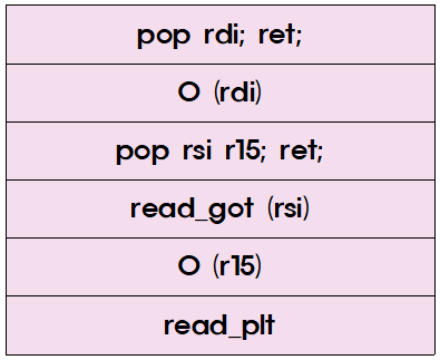 pop rdi; ret;
0 (rdi)
pop rsi r15; ret;
read_got (rsi)
0 (r15)
read_plt